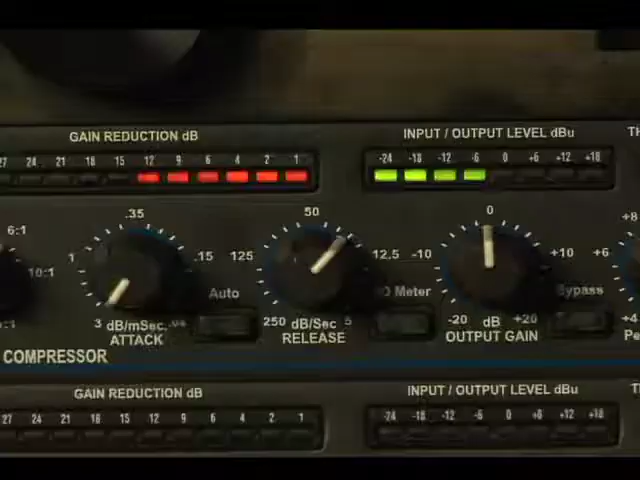 GAIN REDUCTION dB INPUT / OUTPUT LEVEL dBu TH
27 24 21 18 15 12 9 6 4 2 1 -24 -18 -12 -6 0 +6 +12 +18
6:1 .35 50 0 +8
1 .15 125 12.5 -10 +10 +6
10:1 Auto Meter Bypass
3 dB/mSec. .04 250 dB/Sec 5 -20 dB +20 +4
ATTACK RELEASE OUTPUT GAIN Pe
COMPRESSOR
GAIN REDUCTION dB INPUT / OUTPUT LEVEL dBu TH
27 24 21 18 15 12 9 6 4 2 1 -24 -18 -12 -6 0 +6 +12 +18